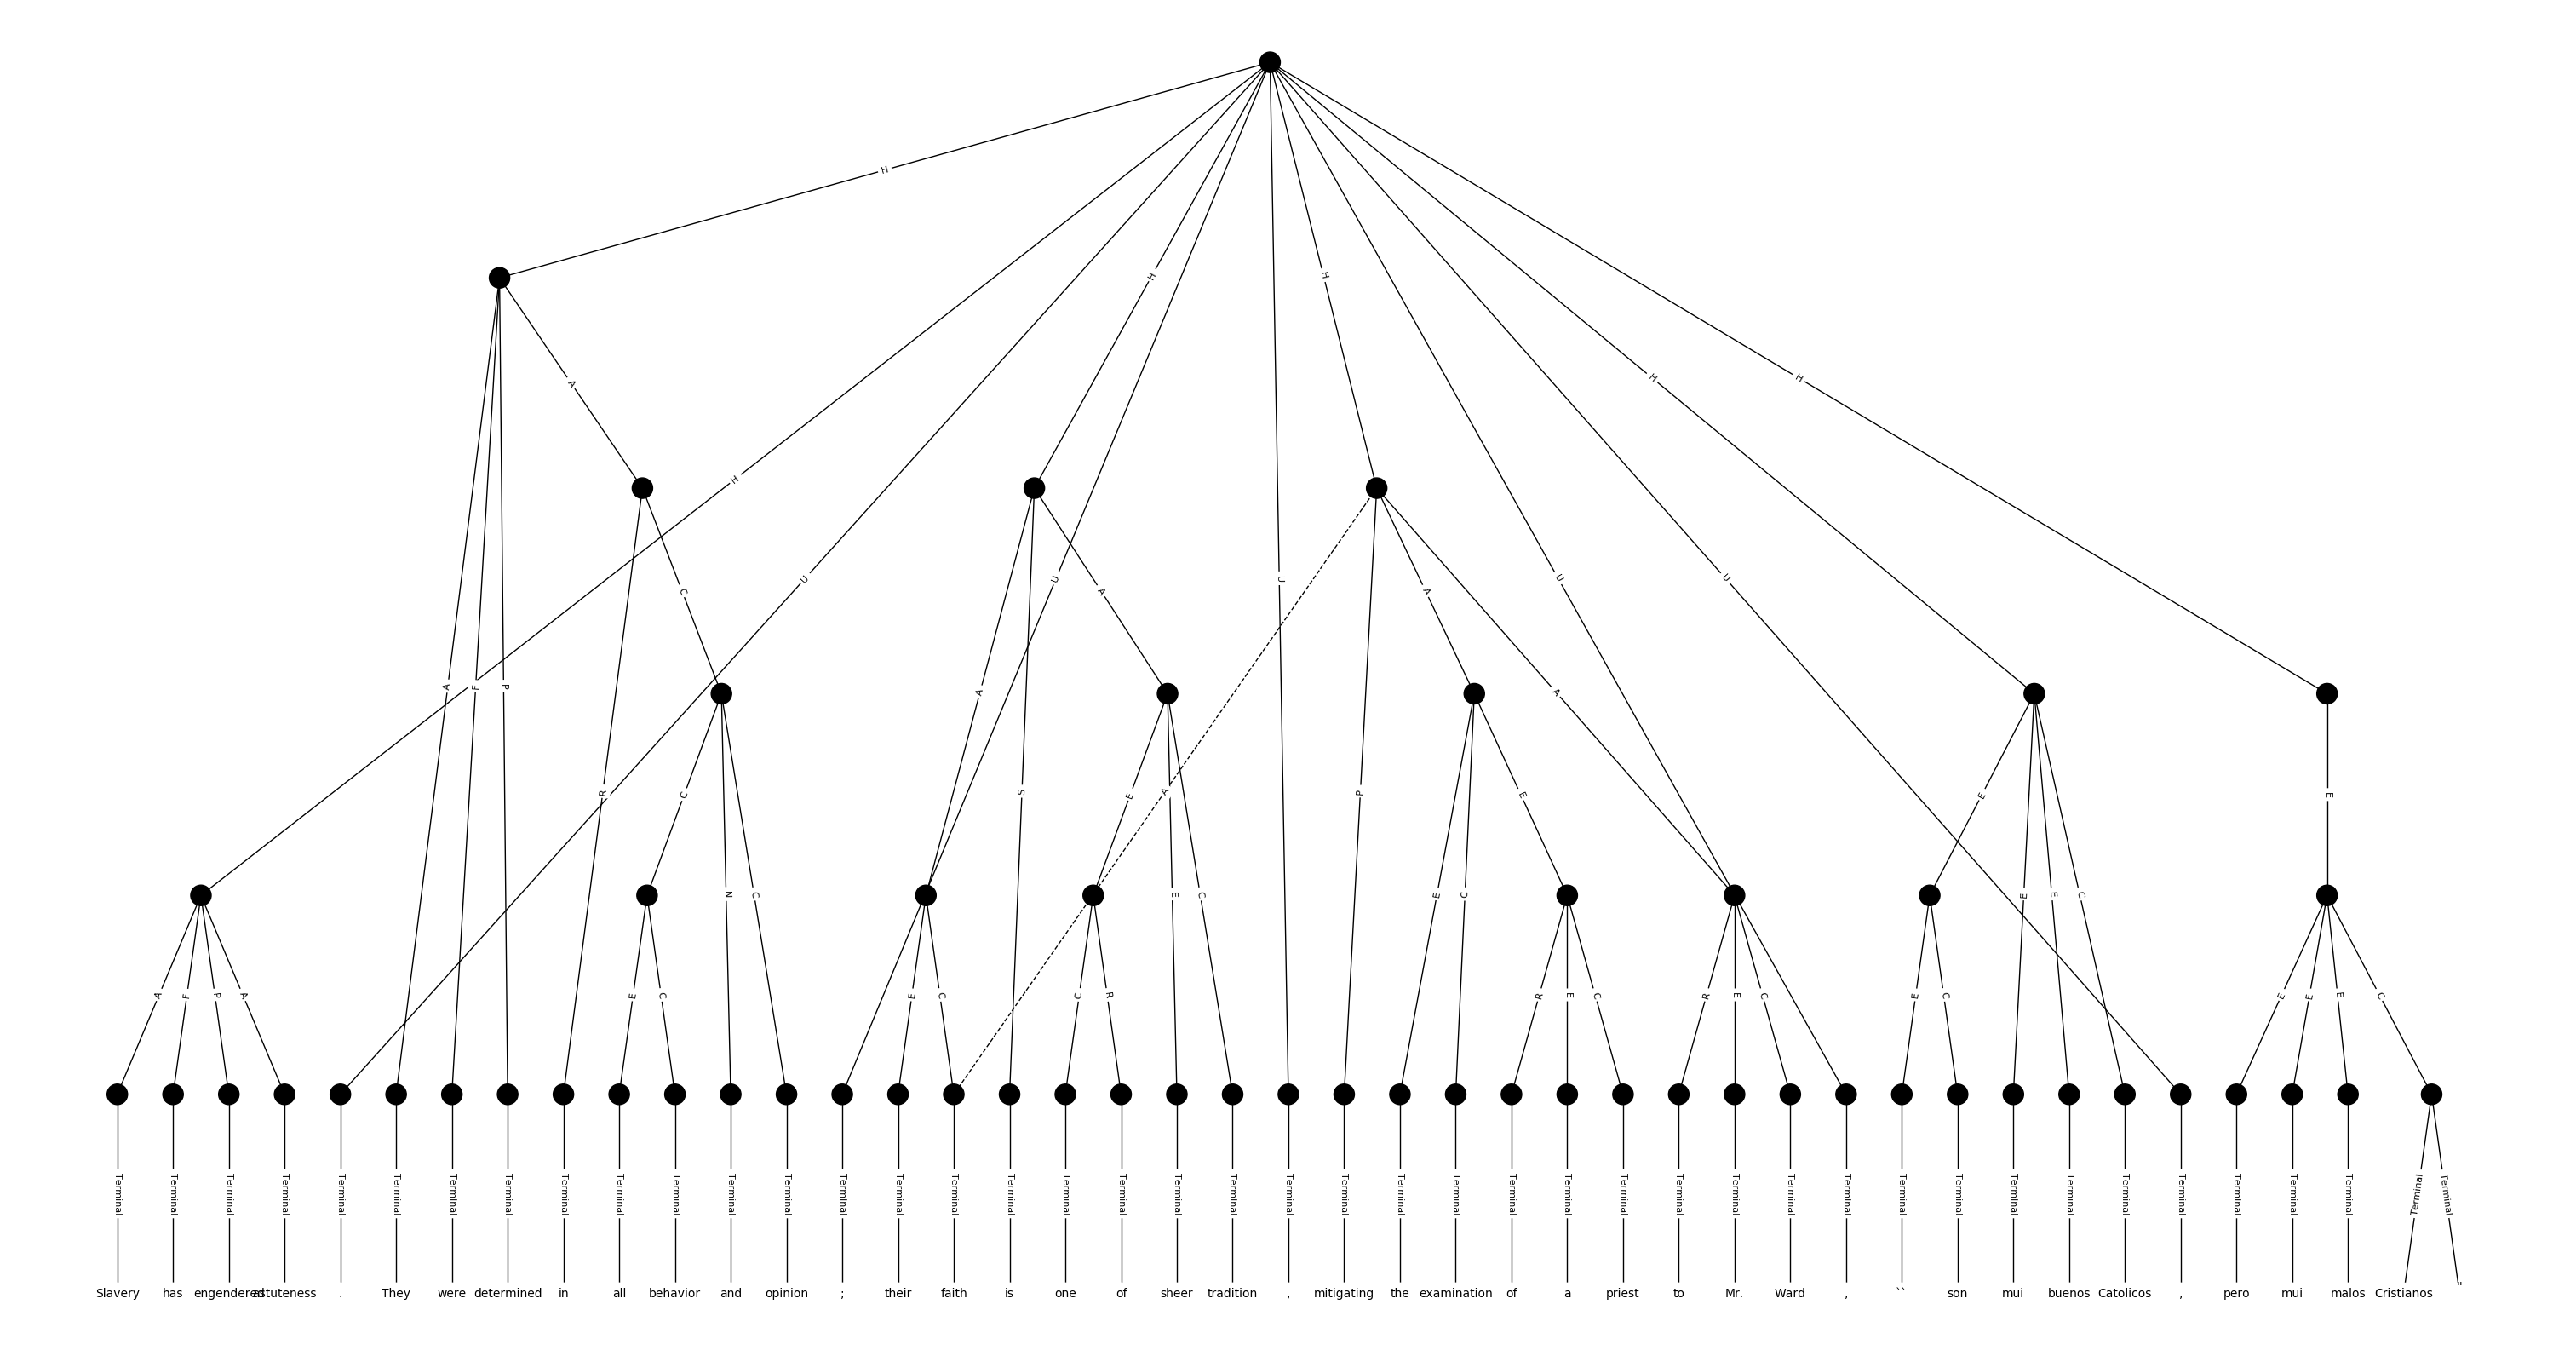 H
H
H
H
A
H
H
H
U
U
U
U
U
C
A
A
A
F
P
A
S
A
R
C
E
A
P
E
E
E
N
C
E
C
E
C
E
E
C
A
F
P
A
E
C
E
C
C
R
R
E
C
R
E
C
E
C
E
E
E
C
Terminal Terminal Terminal Terminal Terminal Terminal Terminal Terminal Terminal Terminal Terminal Terminal Terminal Terminal Terminal Terminal Terminal Terminal Terminal Terminal Terminal Terminal Terminal Terminal Terminal Terminal Terminal Terminal Terminal Terminal Terminal Terminal Terminal Terminal Terminal Terminal Terminal Terminal Terminal Terminal Terminal Terminal Terminal
Slavery has engendered astuteness . They were determined in all behavior and opinion ; their faith is one of sheer tradition , mitigating the examination of a priest to Mr. Ward , `` son mui buenos Catolicos , pero mui malos Cristianos "